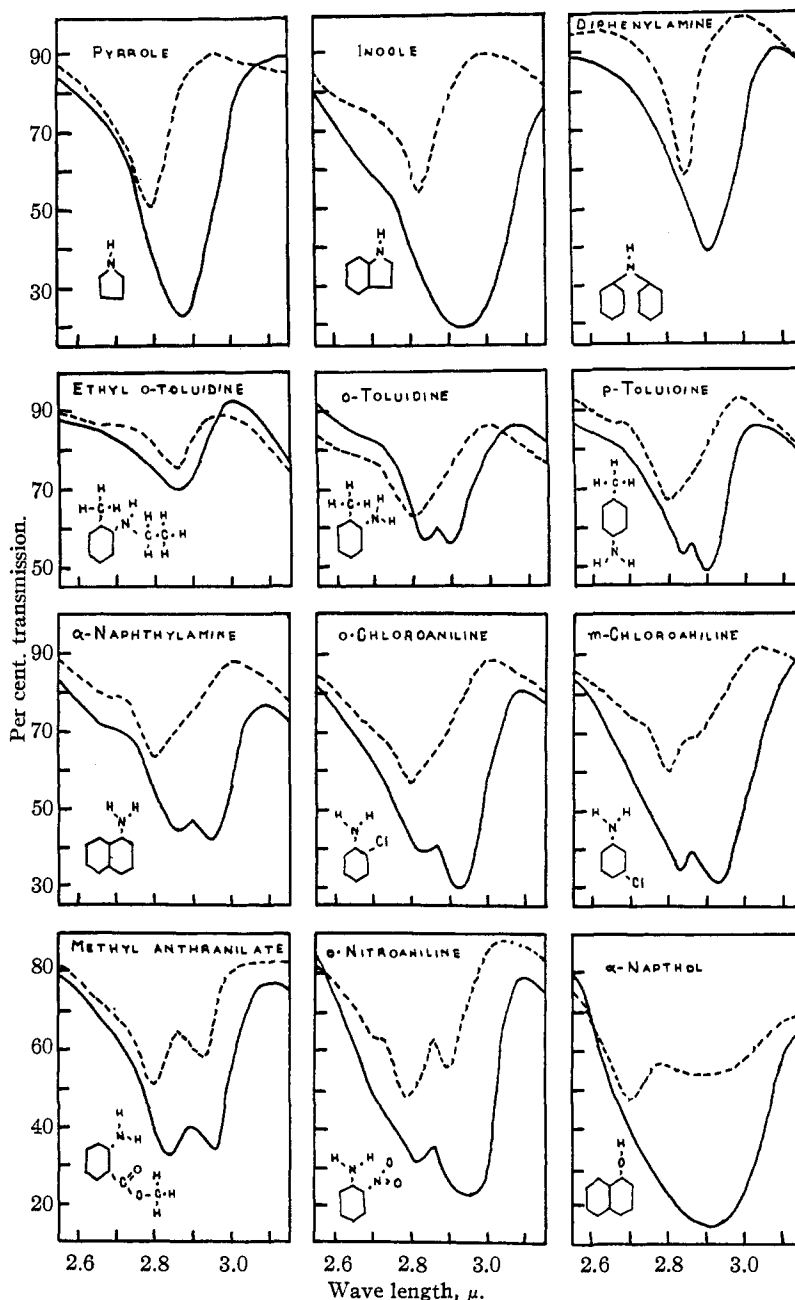 PYRROLE
INDOLE
DIPHENYLAMINE
90
70
50
30
H
N
H
N
H
N
ETHYL O-TOLUIDINE
O-TOLUIDINE
P-TOLUIDINE
90
70
50
H
H-C-H
H
N
H H
C-C-H
H H
H
H-C-H
N
H
H
H
H-C-H
N
H H
α-NAPHTHYLAMINE
O-CHLOROANILINE
m-CHLOROANILINE
90
70
50
30
H H
N
H H
N
Cl
H H
N
Cl
METHYL ANTHRANILATE
O-NITROANILINE
α-NAPTHOL
80
60
40
20
H
N-H
C
O
O-C-H
H
H
H H
N
N
O
O
H
O
2.6 2.8 3.0
2.6 2.8 3.0
2.6 2.8 3.0
Wave length, μ.
Per cent. transmission.